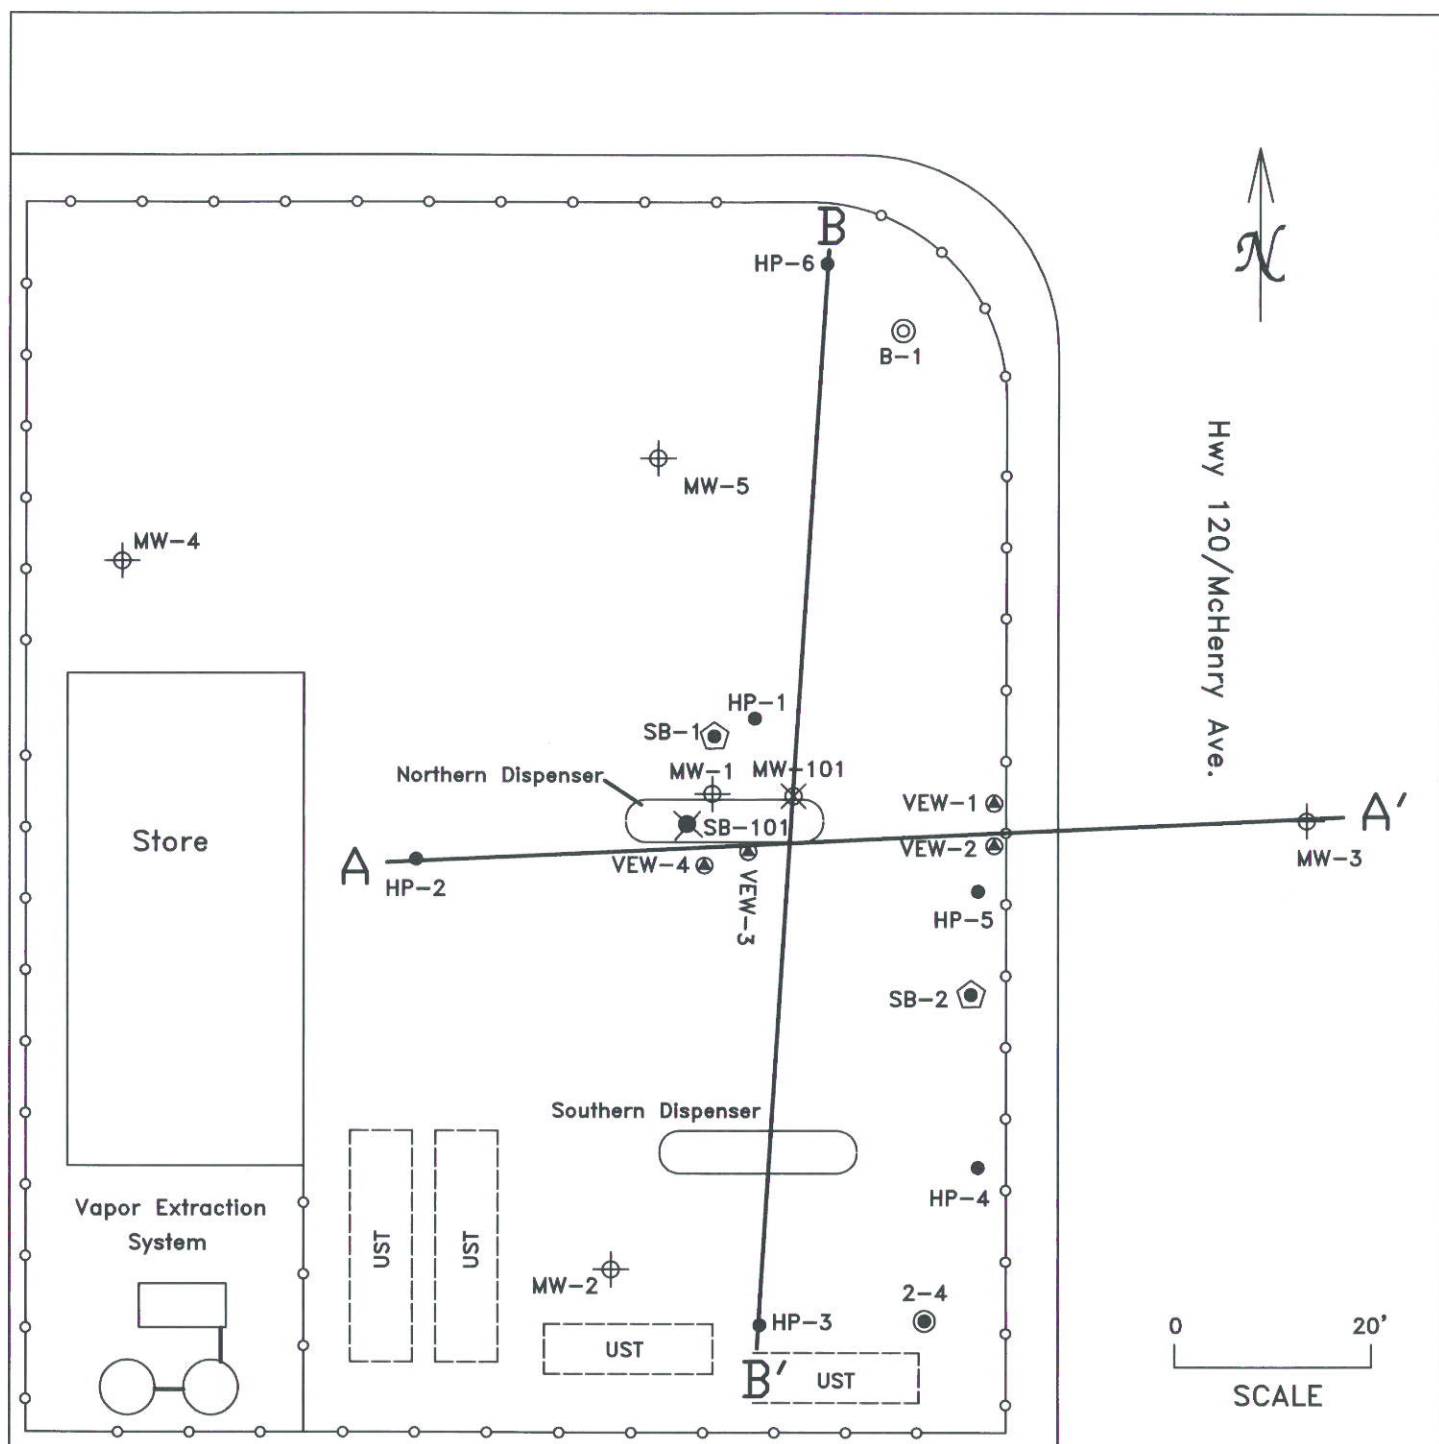 B
HP-6
N
B-1
Hwy 120/McHenry Ave.
MW-5
MW-4
HP-1
SB-1
MW-1
MW-101
Northern Dispenser
VEW-1
SB-101
A'
Store
VEW-2
MW-3
A
HP-2
VEW-4
VEW-3
HP-5
SB-2
Southern Dispenser
HP-4
Vapor Extraction
System
UST
UST
MW-2
2-4
HP-3
UST
B'
UST
0 20'
SCALE